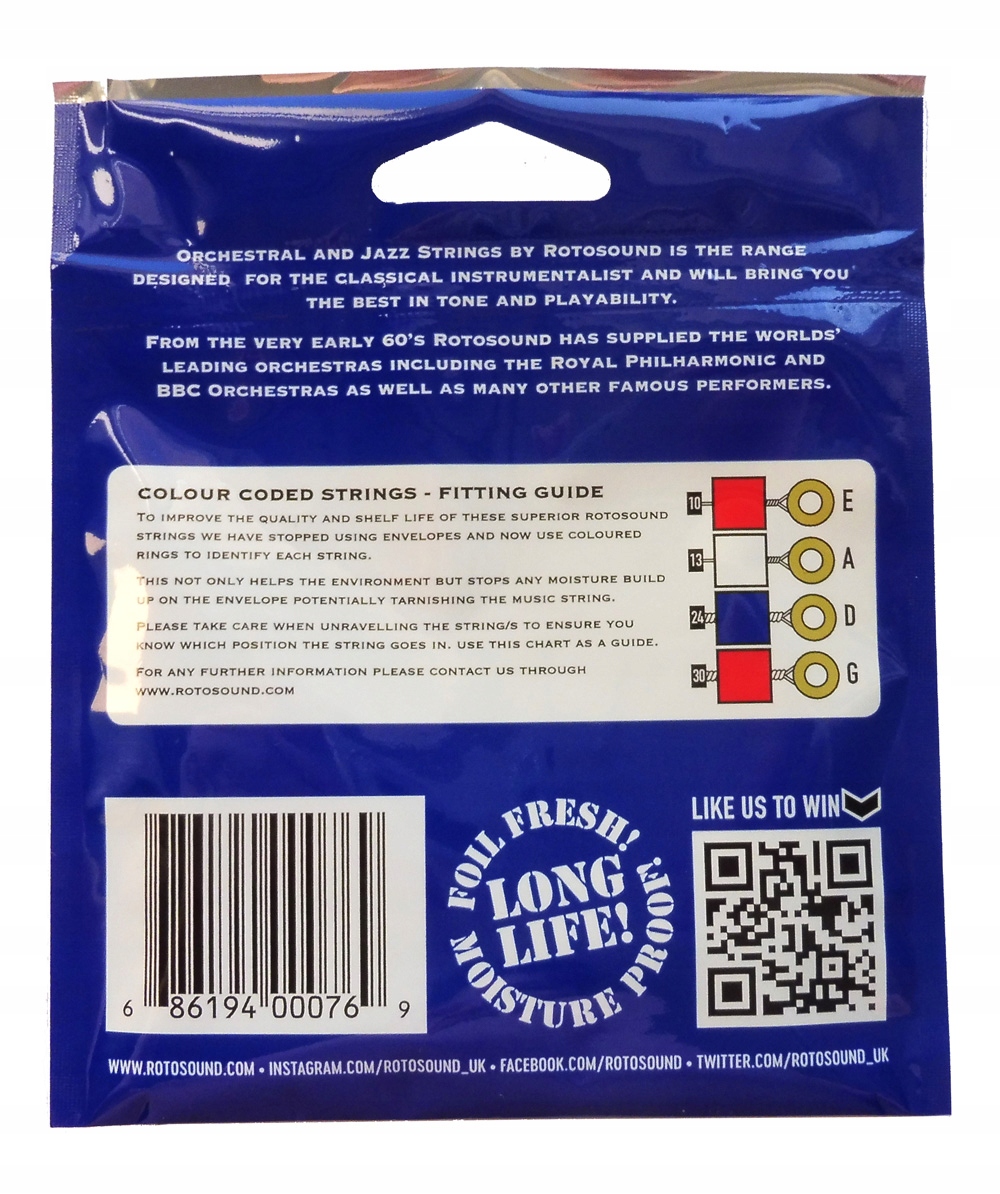 Orchestral and Jazz Strings by Rotosound is the range
designed for the classical instrumentalist and will bring you
the best in tone and playability.
From the very early 60's Rotosound has supplied the worlds'
leading orchestras including the Royal Philharmonic and
BBC Orchestras as well as many other famous performers.
COLOUR CODED STRINGS - FITTING GUIDE
To improve the quality and shelf life of these superior rotosound
strings we have stopped using envelopes and now use coloured
rings to identify each string.
This not only helps the environment but stops any moisture build
up on the envelope potentially tarnishing the music string.
Please take care when unravelling the string/s to ensure you
know which position the string goes in. Use this chart as a guide.
For any further information please contact us through
www.rotosound.com
10 E
13 A
24 D
30 G
6 86194 00076 9
FOIL FRESH!
LONG
LIFE!
MOISTURE PROOF!
LIKE US TO WIN
WWW.ROTOSOUND.COM • INSTAGRAM.COM/ROTOSOUND_UK • FACEBOOK.COM/ROTOSOUND • TWITTER.COM/ROTOSOUND_UK